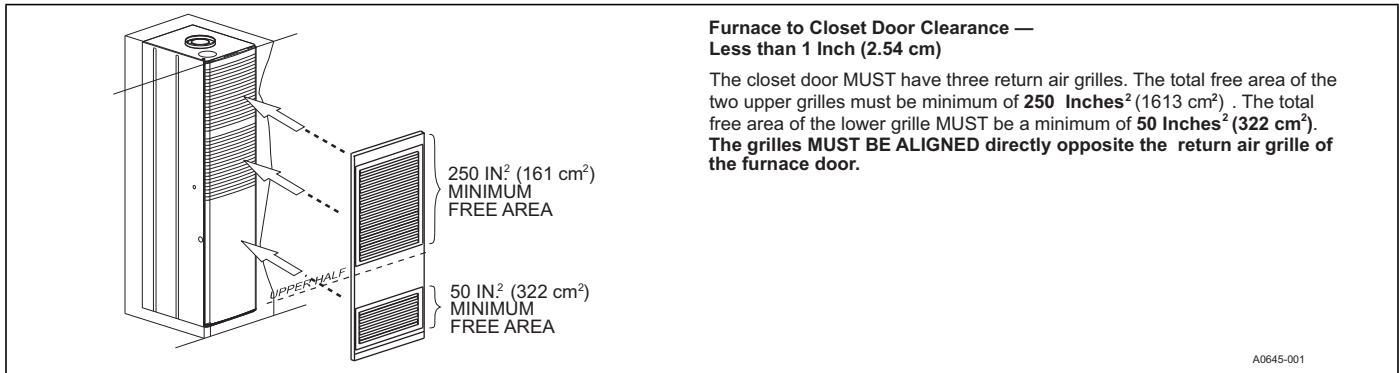 250 IN.² (161 cm²)
MINIMUM
FREE AREA
UPPER HALF
50 IN.² (322 cm²)
MINIMUM
FREE AREA
Furnace to Closet Door Clearance —
Less than 1 Inch (2.54 cm)
The closet door MUST have three return air grilles. The total free area of the
two upper grilles must be minimum of 250 Inches² (1613 cm²) . The total
free area of the lower grille MUST be a minimum of 50 Inches² (322 cm²).
The grilles MUST BE ALIGNED directly opposite the return air grille of
the furnace door.
A0645-001